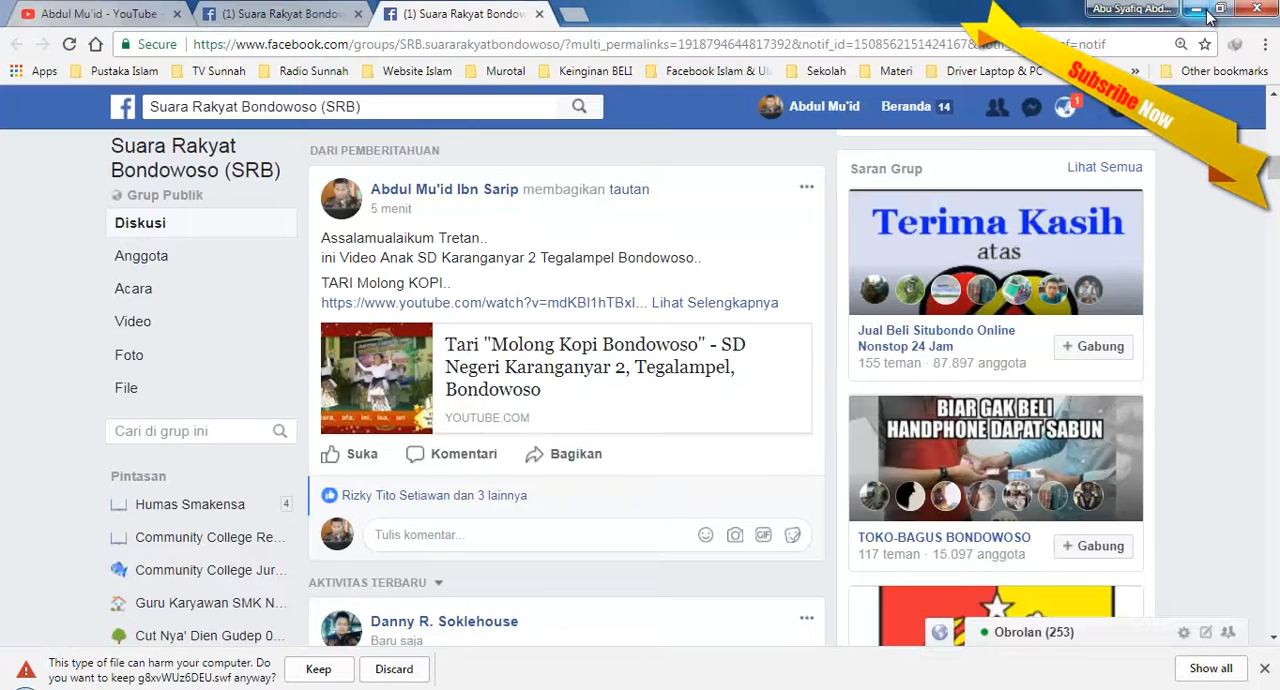 Abdul Mu'id - YouTube
(1) Suara Rakyat Bondowo
(1) Suara Rakyat Bondow
Abu Syafiq Abd...
Secure
https://www.facebook.com/groups/SRB.suararakyatbondowoso/?multi_permalinks=1918794644817392&notif_id=1508562151424167&
=notif
Apps
Pustaka Islam
TV Sunnah
Radio Sunnah
Website Islam
Murotal
Keinginan BELI
Facebook Islam & Ul
Sekolah
Materi
Driver Laptop & PC
»
Other bookmarks
Subsribe Now
Suara Rakyat Bondowoso (SRB)
Abdul Mu'id
Beranda 14
1
Suara Rakyat
Bondowoso (SRB)
Grup Publik
Diskusi
Anggota
Acara
Video
Foto
File
Cari di grup ini
Pintasan
Humas Smakensa 4
Community College Re...
Community College Jur...
Guru Karyawan SMK N...
Cut Nya' Dien Gudep 0...
DARI PEMBERITAHUAN
Abdul Mu'id Ibn Sarip membagikan tautan
5 menit
Assalamualaikum Tretan..
ini Video Anak SD Karanganyar 2 Tegalampel Bondowoso..
TARI Molong KOPI..
https://www.youtube.com/watch?v=mdKBI1hTBxI... Lihat Selengkapnya
Tari "Molong Kopi Bondowoso" - SD
Negeri Karanganyar 2, Tegalampel,
Bondowoso
YOUTUBE.COM
Suka
Komentari
Bagikan
Rizky Tito Setiawan dan 3 lainnya
Tulis komentar...
GIF
AKTIVITAS TERBARU
Danny R. Soklehouse
Baru saja
Saran Grup
Lihat Semua
Terima Kasih
atas
Jual Beli Situbondo Online
Nonstop 24 Jam
155 teman · 87.897 anggota
+ Gabung
BIAR GAK BELI
HANDPHONE DAPAT SABUN
TOKO-BAGUS BONDOWOSO
117 teman · 15.097 anggota
+ Gabung
Obrolan (253)
This type of file can harm your computer. Do
you want to keep g8xvWUz6DEU.swf anyway?
Keep
Discard
Show all